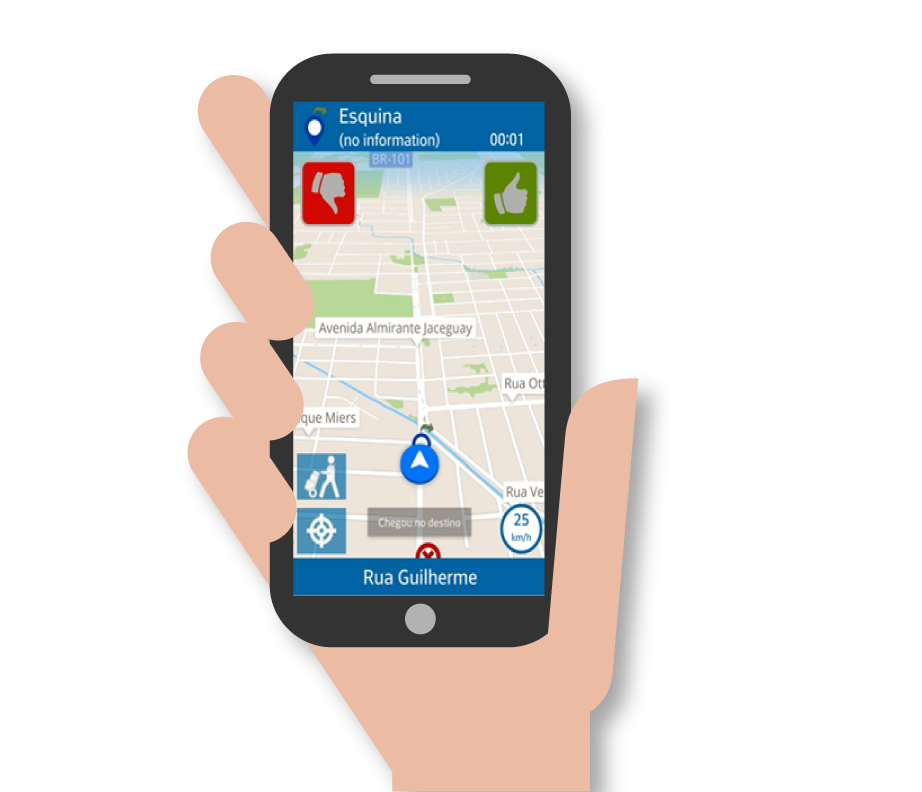 Esquina
(no information)
00:01
BR-101
Avenida Almirante Jaceguay
Rua Ott
que Miers
Rua Ve
Chegou no destino
25
km/h
Rua Guilherme